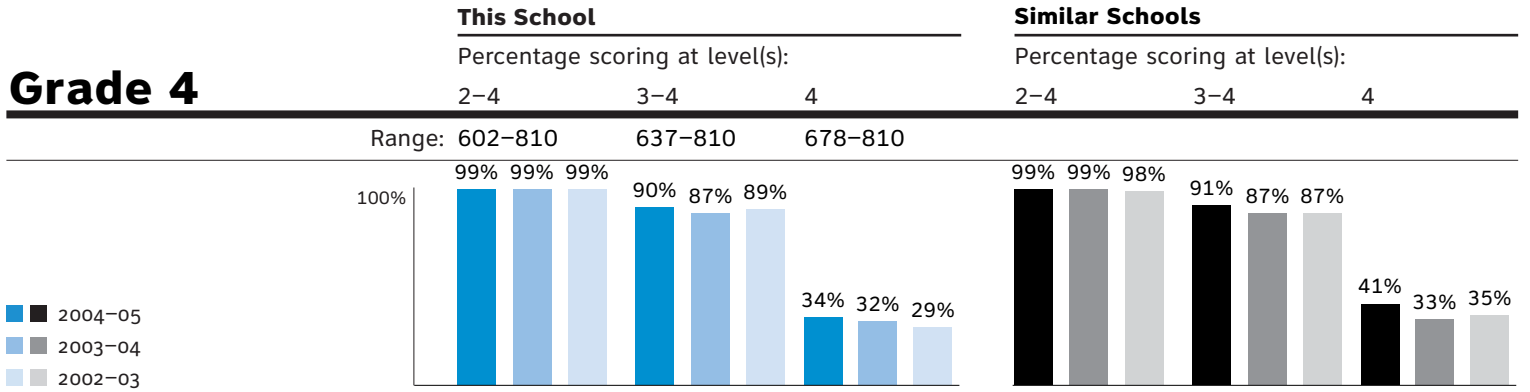 This School Similar Schools
Percentage scoring at level(s): Percentage scoring at level(s):
Grade 4 2–4 3–4 4 2–4 3–4 4
Range: 602–810 637–810 678–810
99% 99% 99% 90% 87% 89% 34% 32% 29% 99% 99% 98% 91% 87% 87% 41% 33% 35%
100%
2004–05
2003–04
2002–03